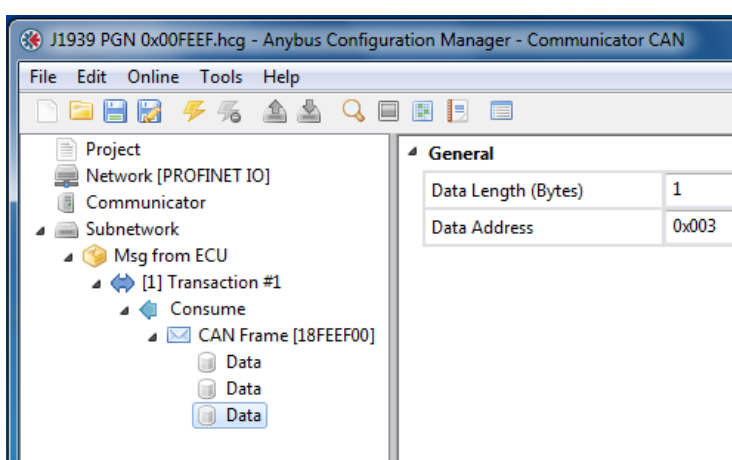 J1939 PGN 0x00FEEF.hcg - Anybus Configuration Manager - Communicator CAN
File Edit Online Tools Help
Project
Network [PROFINET IO]
Communicator
Subnetwork
Msg from ECU
[1] Transaction #1
Consume
CAN Frame [18FEEF00]
Data
Data
Data
General
Data Length (Bytes) 1
Data Address 0x003